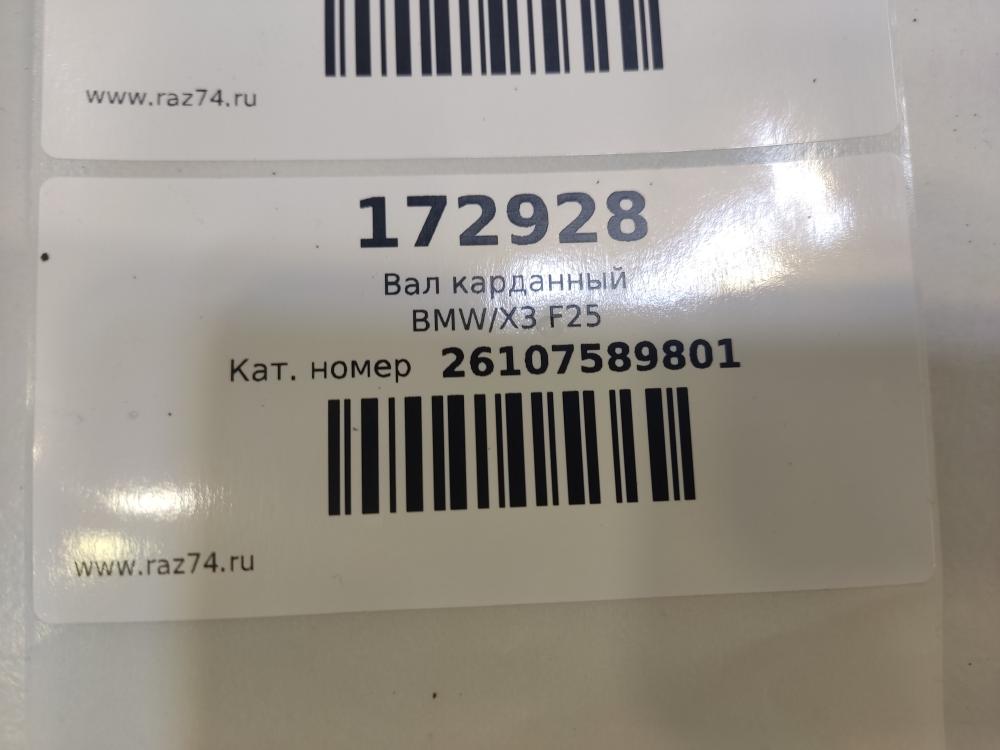 www.raz74.ru
172928
Вал карданный
BMW/X3 F25
Кат. номер 26107589801
www.raz74.ru